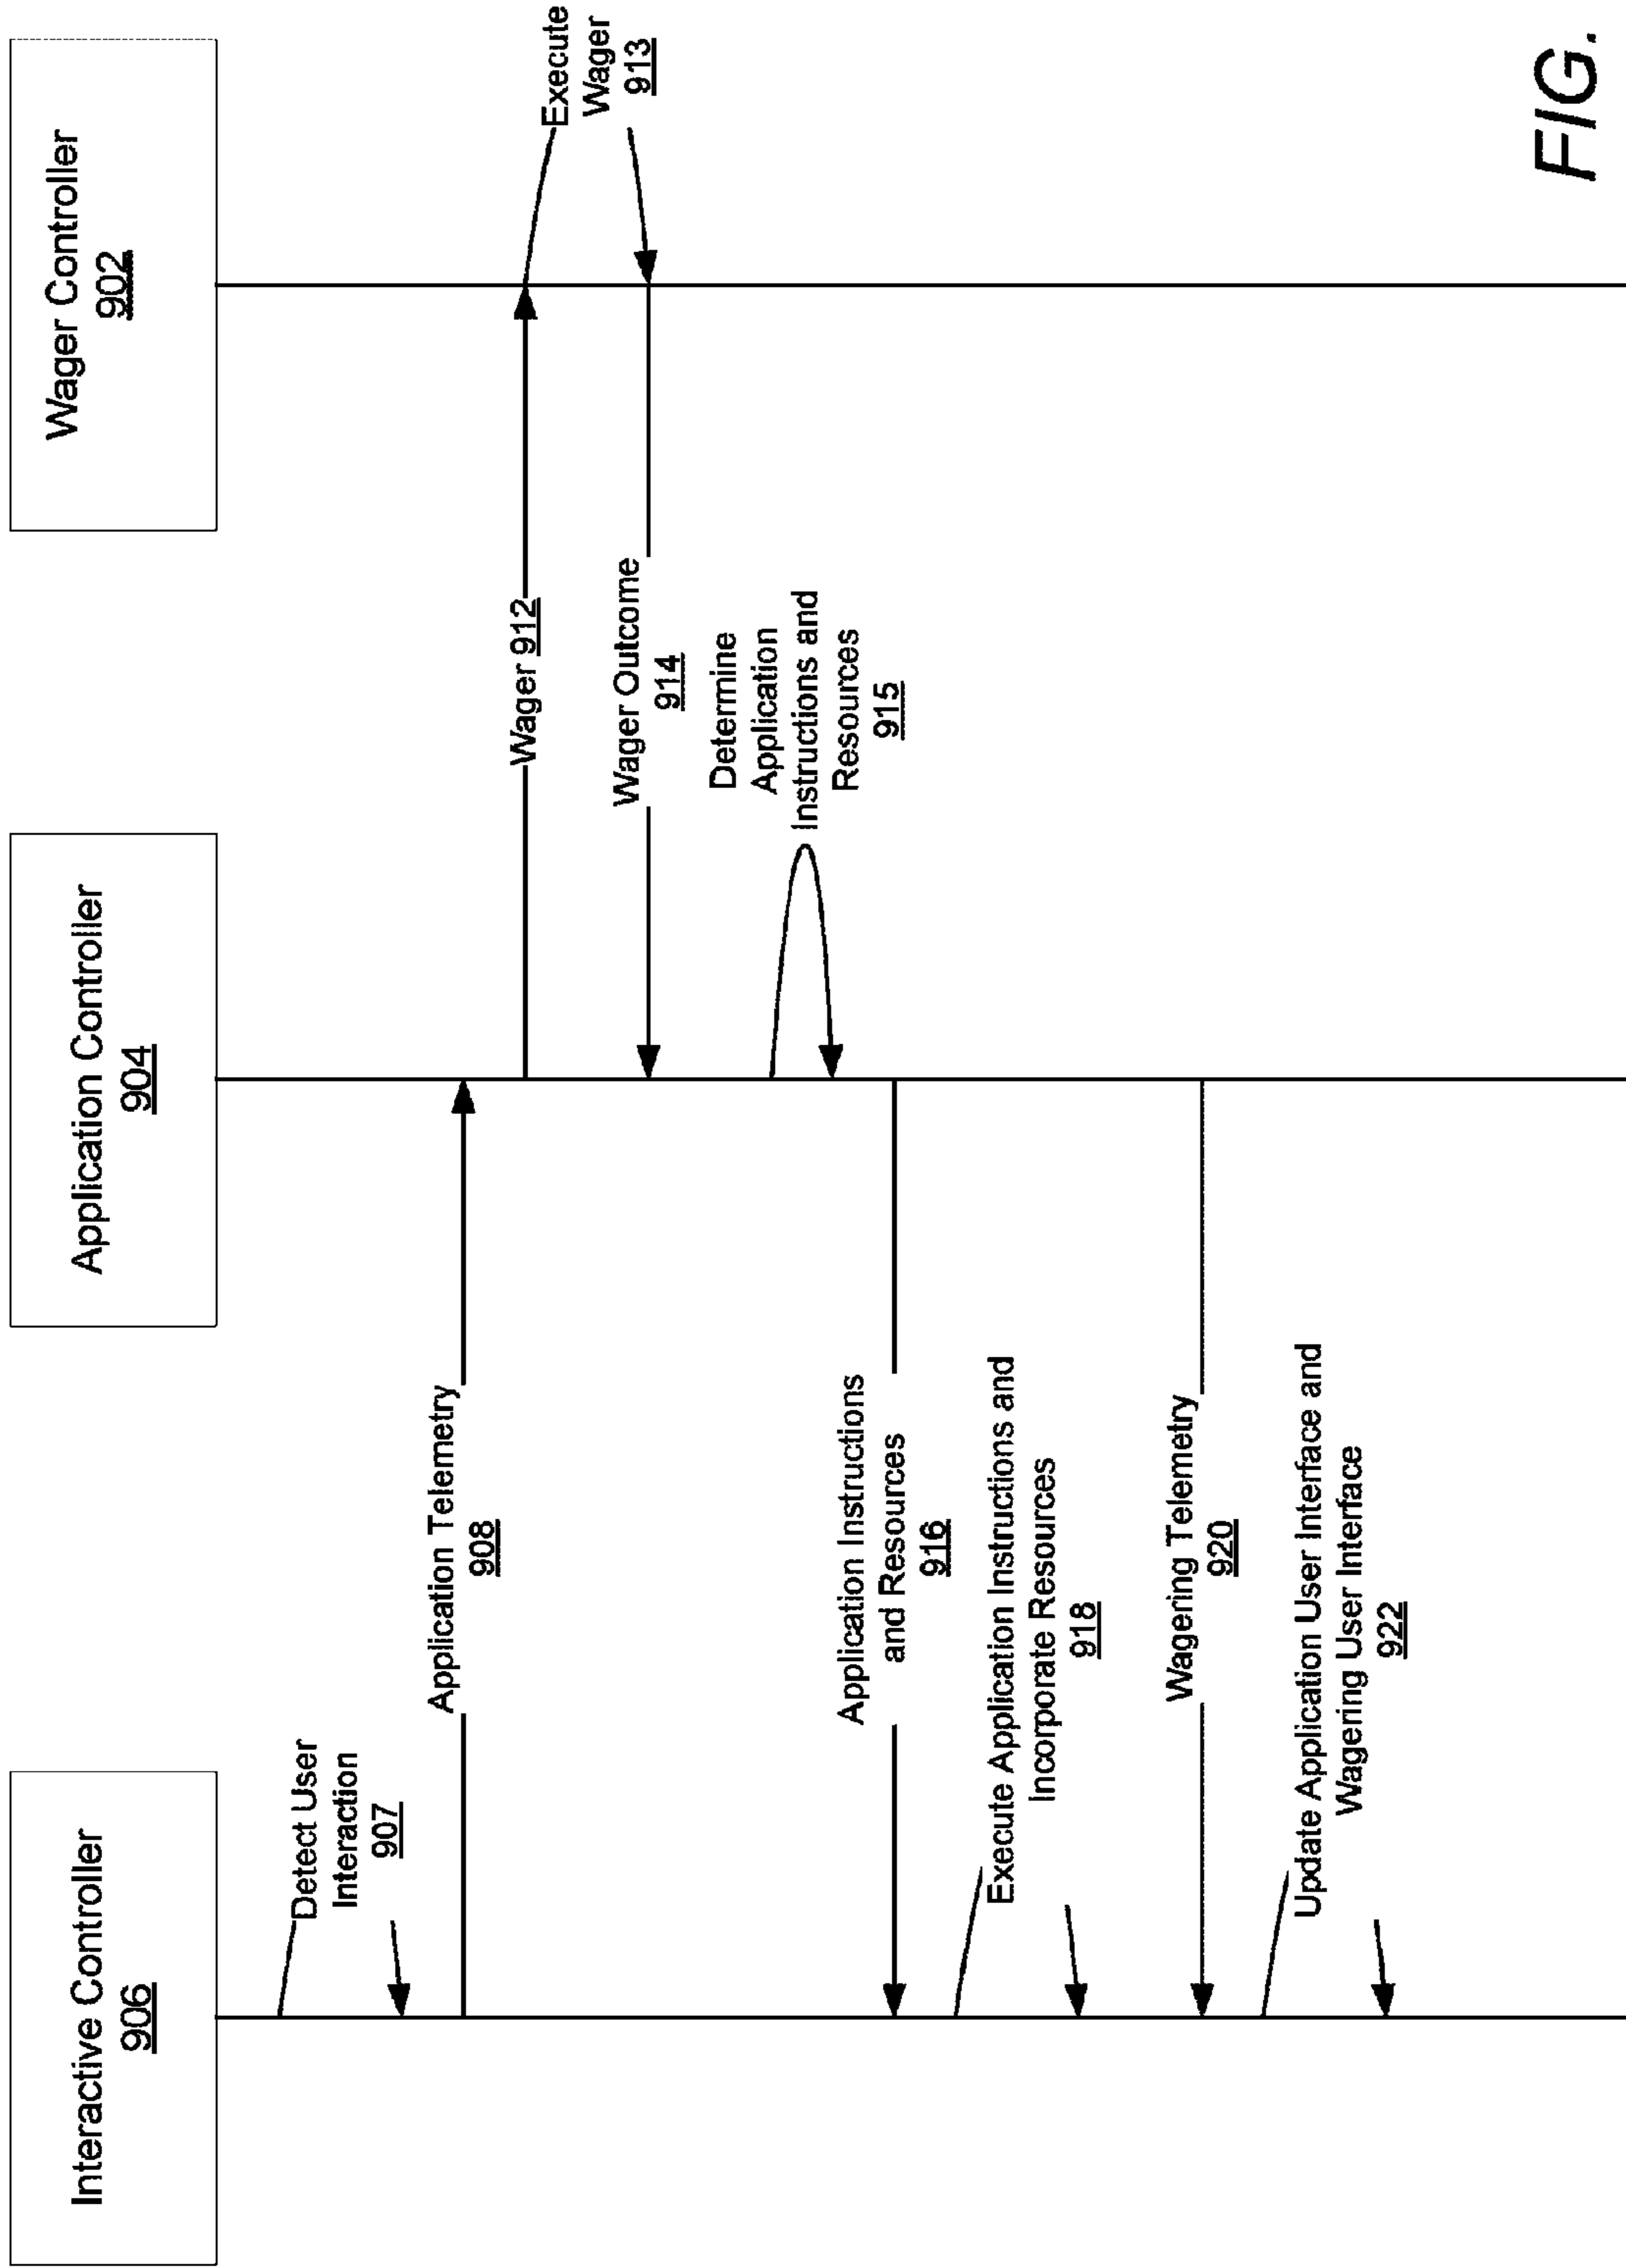 Interactive Controller
906
Application Controller
904
Wager Controller
902
Detect User
Interaction
907
Application Telemetry
908
Wager 912
Execute
Wager
913
Wager Outcome
914
Determine
Application
Instructions and
Resources
915
Application Instructions
and Resources
916
Execute Application Instructions and
Incorporate Resources
918
Wagering Telemetry
920
Update Application User Interface and
Wagering User Interface
922
FIG.